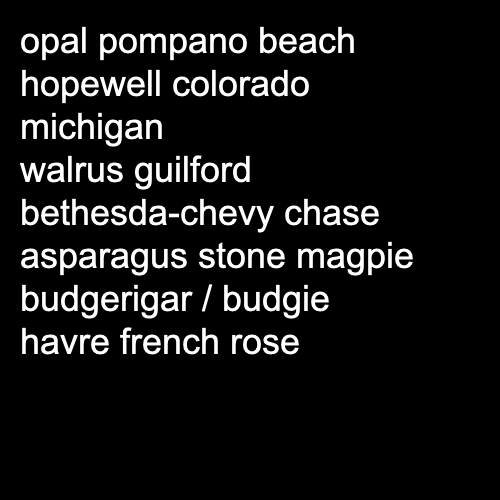 opal pompano beach
hopewell colorado
michigan
walrus guilford
bethesda-chevy chase
asparagus stone magpie
budgerigar / budgie
havre french rose